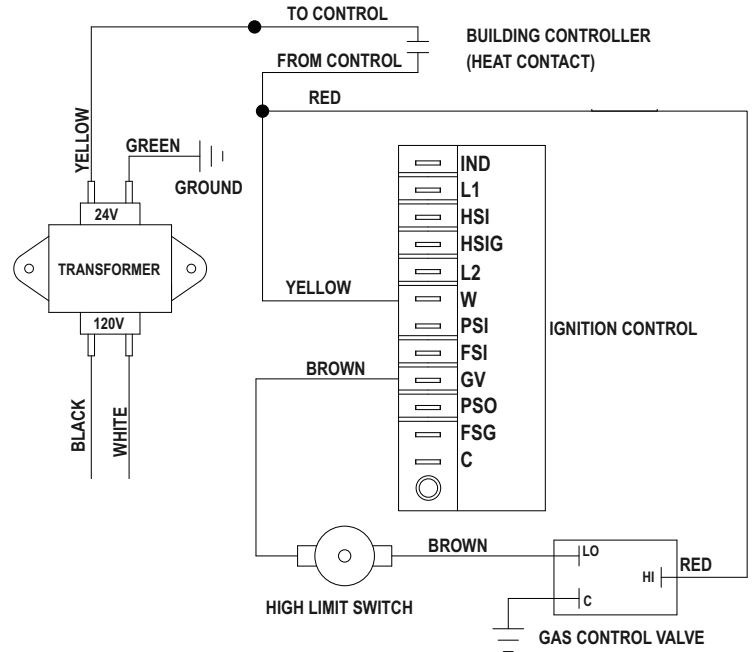 TO CONTROL
BUILDING CONTROLLER
(HEAT CONTACT)
FROM CONTROL
RED
YELLOW
GREEN
GROUND
24V
TRANSFORMER
120V
BLACK
WHITE
IND
L1
HSI
HSIG
L2
YELLOW
W
PSI
IGNITION CONTROL
FSI
BROWN
GV
PSO
FSG
C
BROWN
LO
HI
RED
C
HIGH LIMIT SWITCH
GAS CONTROL VALVE